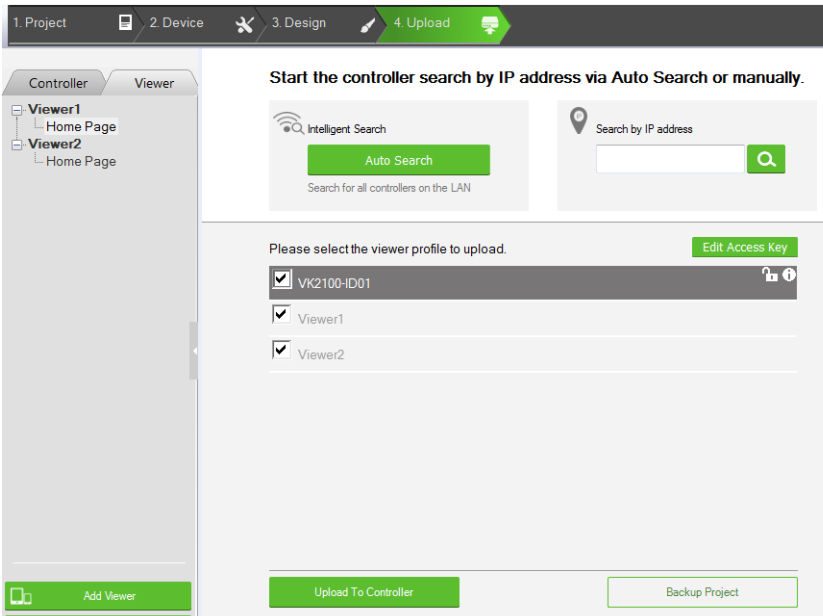 1. Project
2. Device
3. Design
4. Upload
Controller
Viewer
Viewer1
Home Page
Viewer2
Home Page
Add Viewer
Start the controller search by IP address via Auto Search or manually.
Intelligent Search
Auto Search
Search for all controllers on the LAN
IP
Search by IP address
Please select the viewer profile to upload.
Edit Access Key
VK2100-ID01
Viewer1
Viewer2
Upload To Controller
Backup Project